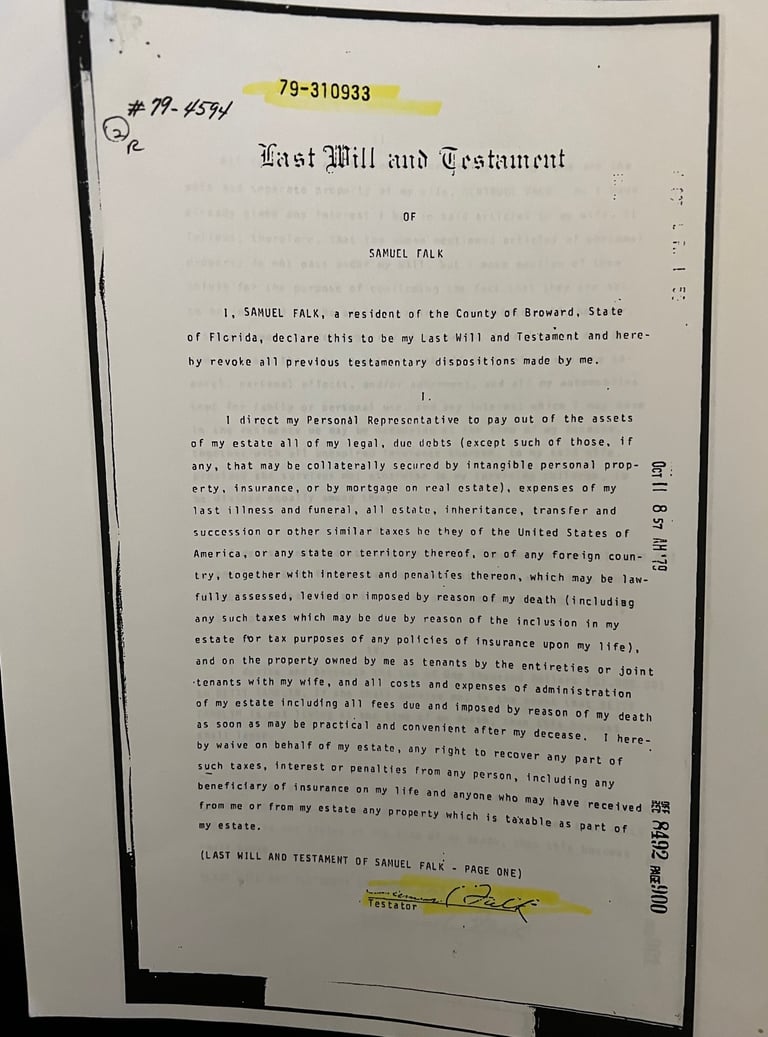 79-310933
#79-4594
2
R
Last Will and Testament
OF
SAMUEL FALK
I, SAMUEL FALK, a resident of the County of Broward, State
of Florida, declare this to be my Last Will and Testament and here-
by revoke all previous testamentary dispositions made by me.
I.
I direct my Personal Representative to pay out of the assets
of my estate all of my legal, due debts (except such of those, if
any, that may be collaterally secured by intangible personal prop-
erty, insurance, or by mortgage on real estate), expenses of my
last illness and funeral, all estate, inheritance, transfer and
succession or other similar taxes be they of the United States of
America, or any state or territory thereof, or of any foreign coun-
try, together with interest and penalties thereon, which may be law-
fully assessed, levied or imposed by reason of my death (including
any such taxes which may be due by reason of the inclusion in my
estate for tax purposes of any policies of insurance upon my life),
and on the property owned by me as tenants by the entireties or joint
tenants with my wife, and all costs and expenses of administration
of my estate including all fees due and imposed by reason of my death
as soon as may be practical and convenient after my decease. I here-
by waive on behalf of my estate, any right to recover any part of
such taxes, interest or penalties from any person, including any
beneficiary of insurance on my life and anyone who may have received
from me or from my estate any property which is taxable as part of
my estate.
(LAST WILL AND TESTAMENT OF SAMUEL FALK - PAGE ONE)
Falk
Testator
OCT 11 8 57 AM '79
OFF REC 8492 PAGE 900